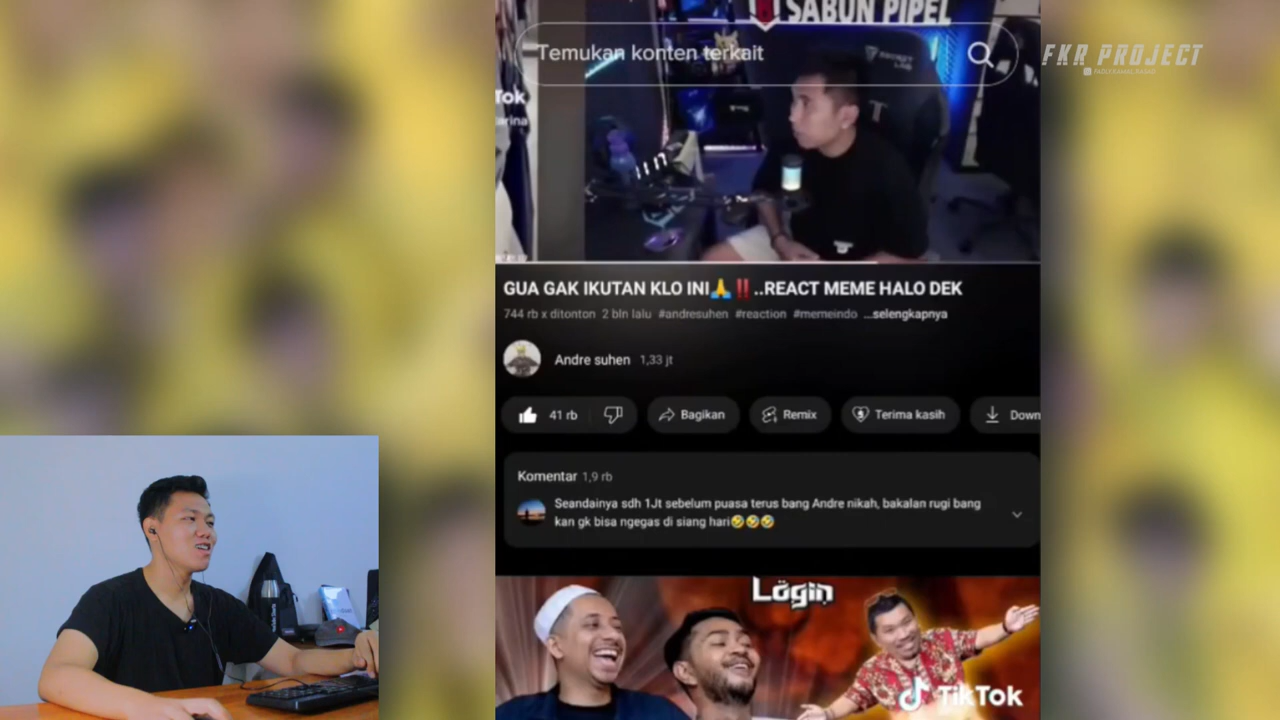 SABUN PIPEL
Temukan konten terkait
FKR PROJECT
Tok
arina
GUA GAK IKUTAN KLO INI🙏‼️..REACT MEME HALO DEK
744 rb x ditonton 2 bln lalu #andresuhen #reaction #memeindo ...selengkapnya
Andre suhen 1,33 jt
41 rb
Bagikan
Remix
Terima kasih
Down
Komentar 1,9 rb
Seandainya sdh 1Jt sebelum puasa terus bang Andre nikah, bakalan rugi bang
kan gk bisa ngegas di siang hari🤣🤣🤣
Login
TikTok